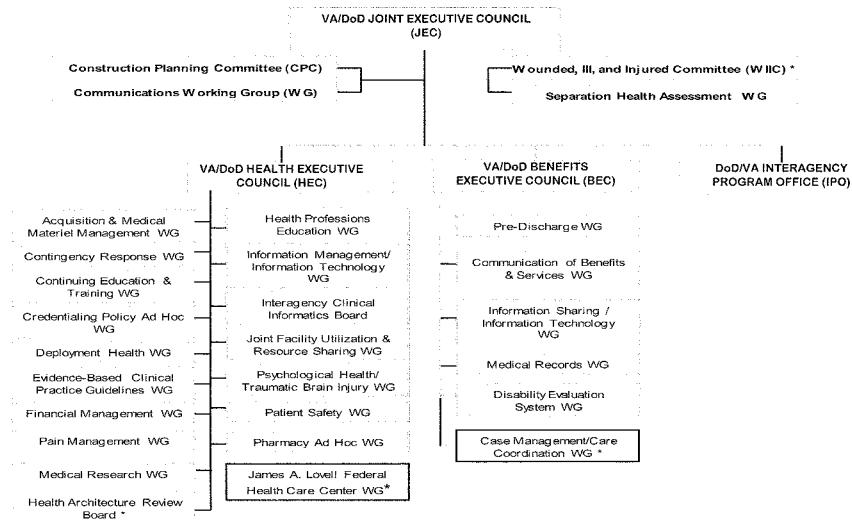 VA/DoD JOINT EXECUTIVE COUNCIL
(JEC)
Construction Planning Committee (CPC)
Communications Working Group (WG)
Wounded, Ill, and Injured Committee (WIIC) *
Separation Health Assessment WG
VA/DoD HEALTH EXECUTIVE
COUNCIL (HEC)
VA/DoD BENEFITS
EXECUTIVE COUNCIL (BEC)
DoD/VA INTERAGENCY
PROGRAM OFFICE (IPO)
Acquisition & Medical
Materiel Management WG
Contingency Response WG
Continuing Education &
Training WG
Credentialing Policy Ad Hoc
WG
Deployment Health WG
Evidence-Based Clinical
Practice Guidelines WG
Financial Management WG
Pain Management WG
Medical Research WG
Health Architecture Review
Board *
Health Professions
Education WG
Information Management/
Information Technology
WG
Interagency Clinical
Informatics Board
Joint Facility Utilization &
Resource Sharing WG
Psychological Health/
Traumatic Brain Injury WG
Patient Safety WG
Pharmacy Ad Hoc WG
James A. Lovell Federal
Health Care Center WG*
Pre-Discharge WG
Communication of Benefits
& Services WG
Information Sharing /
Information Technology
WG
Medical Records WG
Disability Evaluation
System WG
Case Management/Care
Coordination WG *